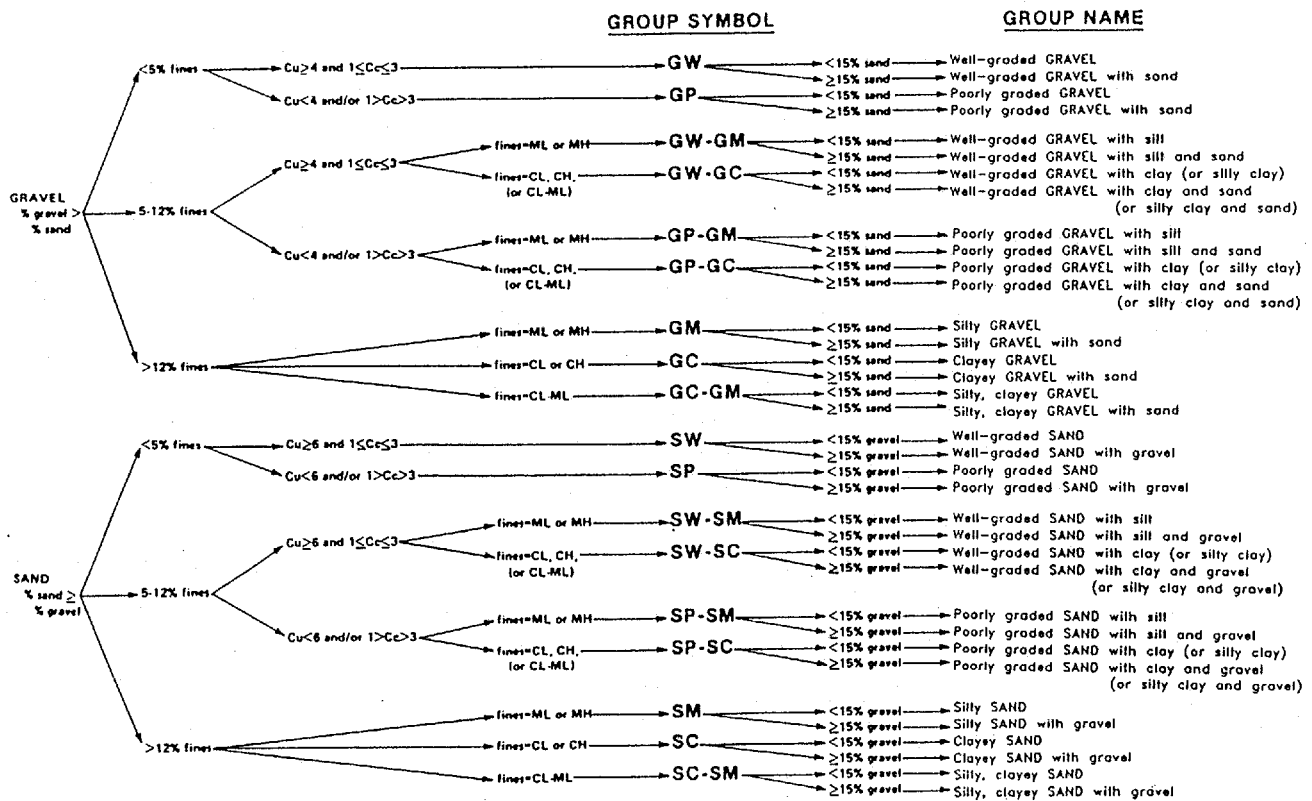 GROUP SYMBOL GROUP NAME
<5% fines Cu≥4 and 1≤Cc≤3 GW <15% sand Well-graded GRAVEL
≥15% sand Well-graded GRAVEL with sand
Cu<4 and/or 1>Cc>3 GP <15% sand Poorly graded GRAVEL
≥15% sand Poorly graded GRAVEL with sand
GRAVEL
% gravel >
% sand
5-12% fines Cu≥4 and 1≤Cc≤3 fines=ML or MH GW-GM <15% sand Well-graded GRAVEL with silt
≥15% sand Well-graded GRAVEL with silt and sand
fines=CL, CH, GW-GC <15% sand Well-graded GRAVEL with clay (or silty clay)
(or CL-ML) ≥15% sand Well-graded GRAVEL with clay and sand
(or silty clay and sand)
Cu<4 and/or 1>Cc>3 fines=ML or MH GP-GM <15% sand Poorly graded GRAVEL with silt
≥15% sand Poorly graded GRAVEL with silt and sand
fines=CL, CH, GP-GC <15% sand Poorly graded GRAVEL with clay (or silty clay)
(or CL-ML) ≥15% sand Poorly graded GRAVEL with clay and sand
(or silty clay and sand)
>12% fines fines=ML or MH GM <15% sand Silty GRAVEL
≥15% sand Silty GRAVEL with sand
fines=CL or CH GC <15% sand Clayey GRAVEL
≥15% sand Clayey GRAVEL with sand
fines=CL-ML GC-GM <15% sand Silty, clayey GRAVEL
≥15% sand Silty, clayey GRAVEL with sand
<5% fines Cu≥6 and 1≤Cc≤3 SW <15% gravel Well-graded SAND
≥15% gravel Well-graded SAND with gravel
Cu<6 and/or 1>Cc>3 SP <15% gravel Poorly graded SAND
≥15% gravel Poorly graded SAND with gravel
SAND
% sand ≥
% gravel
5-12% fines Cu≥6 and 1≤Cc≤3 fines=ML or MH SW-SM <15% gravel Well-graded SAND with silt
≥15% gravel Well-graded SAND with silt and gravel
fines=CL, CH, SW-SC <15% gravel Well-graded SAND with clay (or silty clay)
(or CL-ML) ≥15% gravel Well-graded SAND with clay and gravel
(or silty clay and gravel)
Cu<6 and/or 1>Cc>3 fines=ML or MH SP-SM <15% gravel Poorly graded SAND with silt
≥15% gravel Poorly graded SAND with silt and gravel
fines=CL, CH, SP-SC <15% gravel Poorly graded SAND with clay (or silty clay)
(or CL-ML) ≥15% gravel Poorly graded SAND with clay and gravel
(or silty clay and gravel)
>12% fines fines=ML or MH SM <15% gravel Silty SAND
≥15% gravel Silty SAND with gravel
fines=CL or CH SC <15% gravel Clayey SAND
≥15% gravel Clayey SAND with gravel
fines=CL-ML SC-SM <15% gravel Silty, clayey SAND
≥15% gravel Silty, clayey SAND with gravel